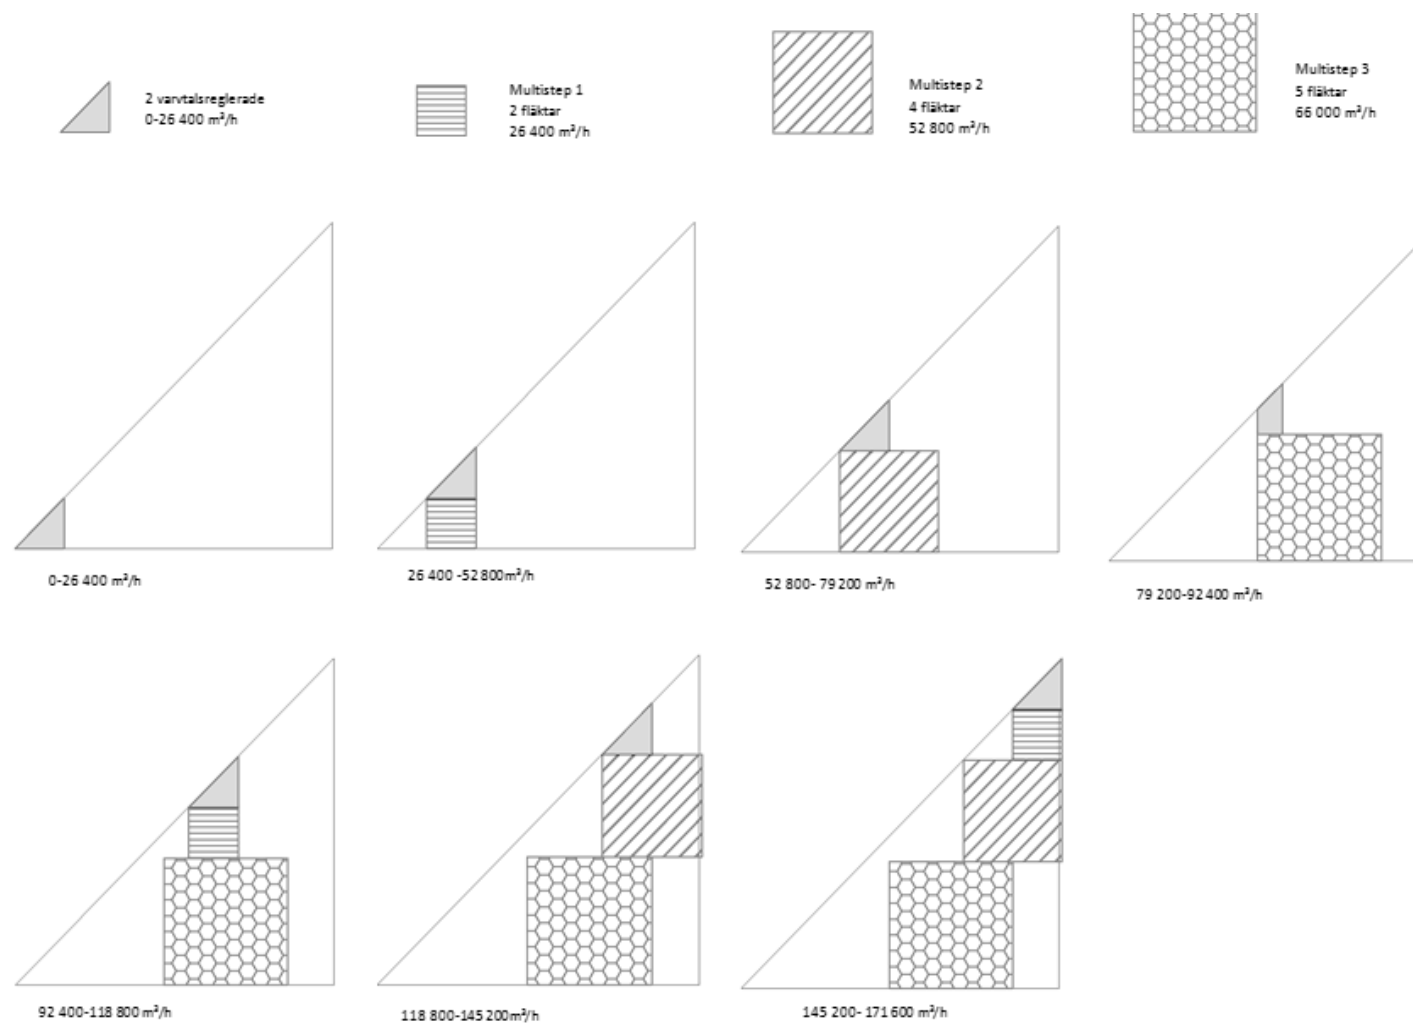 2 varvtalsreglerade
0-26 400 m³/h
Multistep 1
2 fläktar
26 400 m³/h
Multistep 2
4 fläktar
52 800 m³/h
Multistep 3
5 fläktar
66 000 m³/h
0-26 400 m³/h
26 400 -52 800m³/h
52 800- 79 200 m³/h
79 200-92 400 m³/h
92 400-118 800 m³/h
118 800-145 200m³/h
145 200- 171 600 m³/h